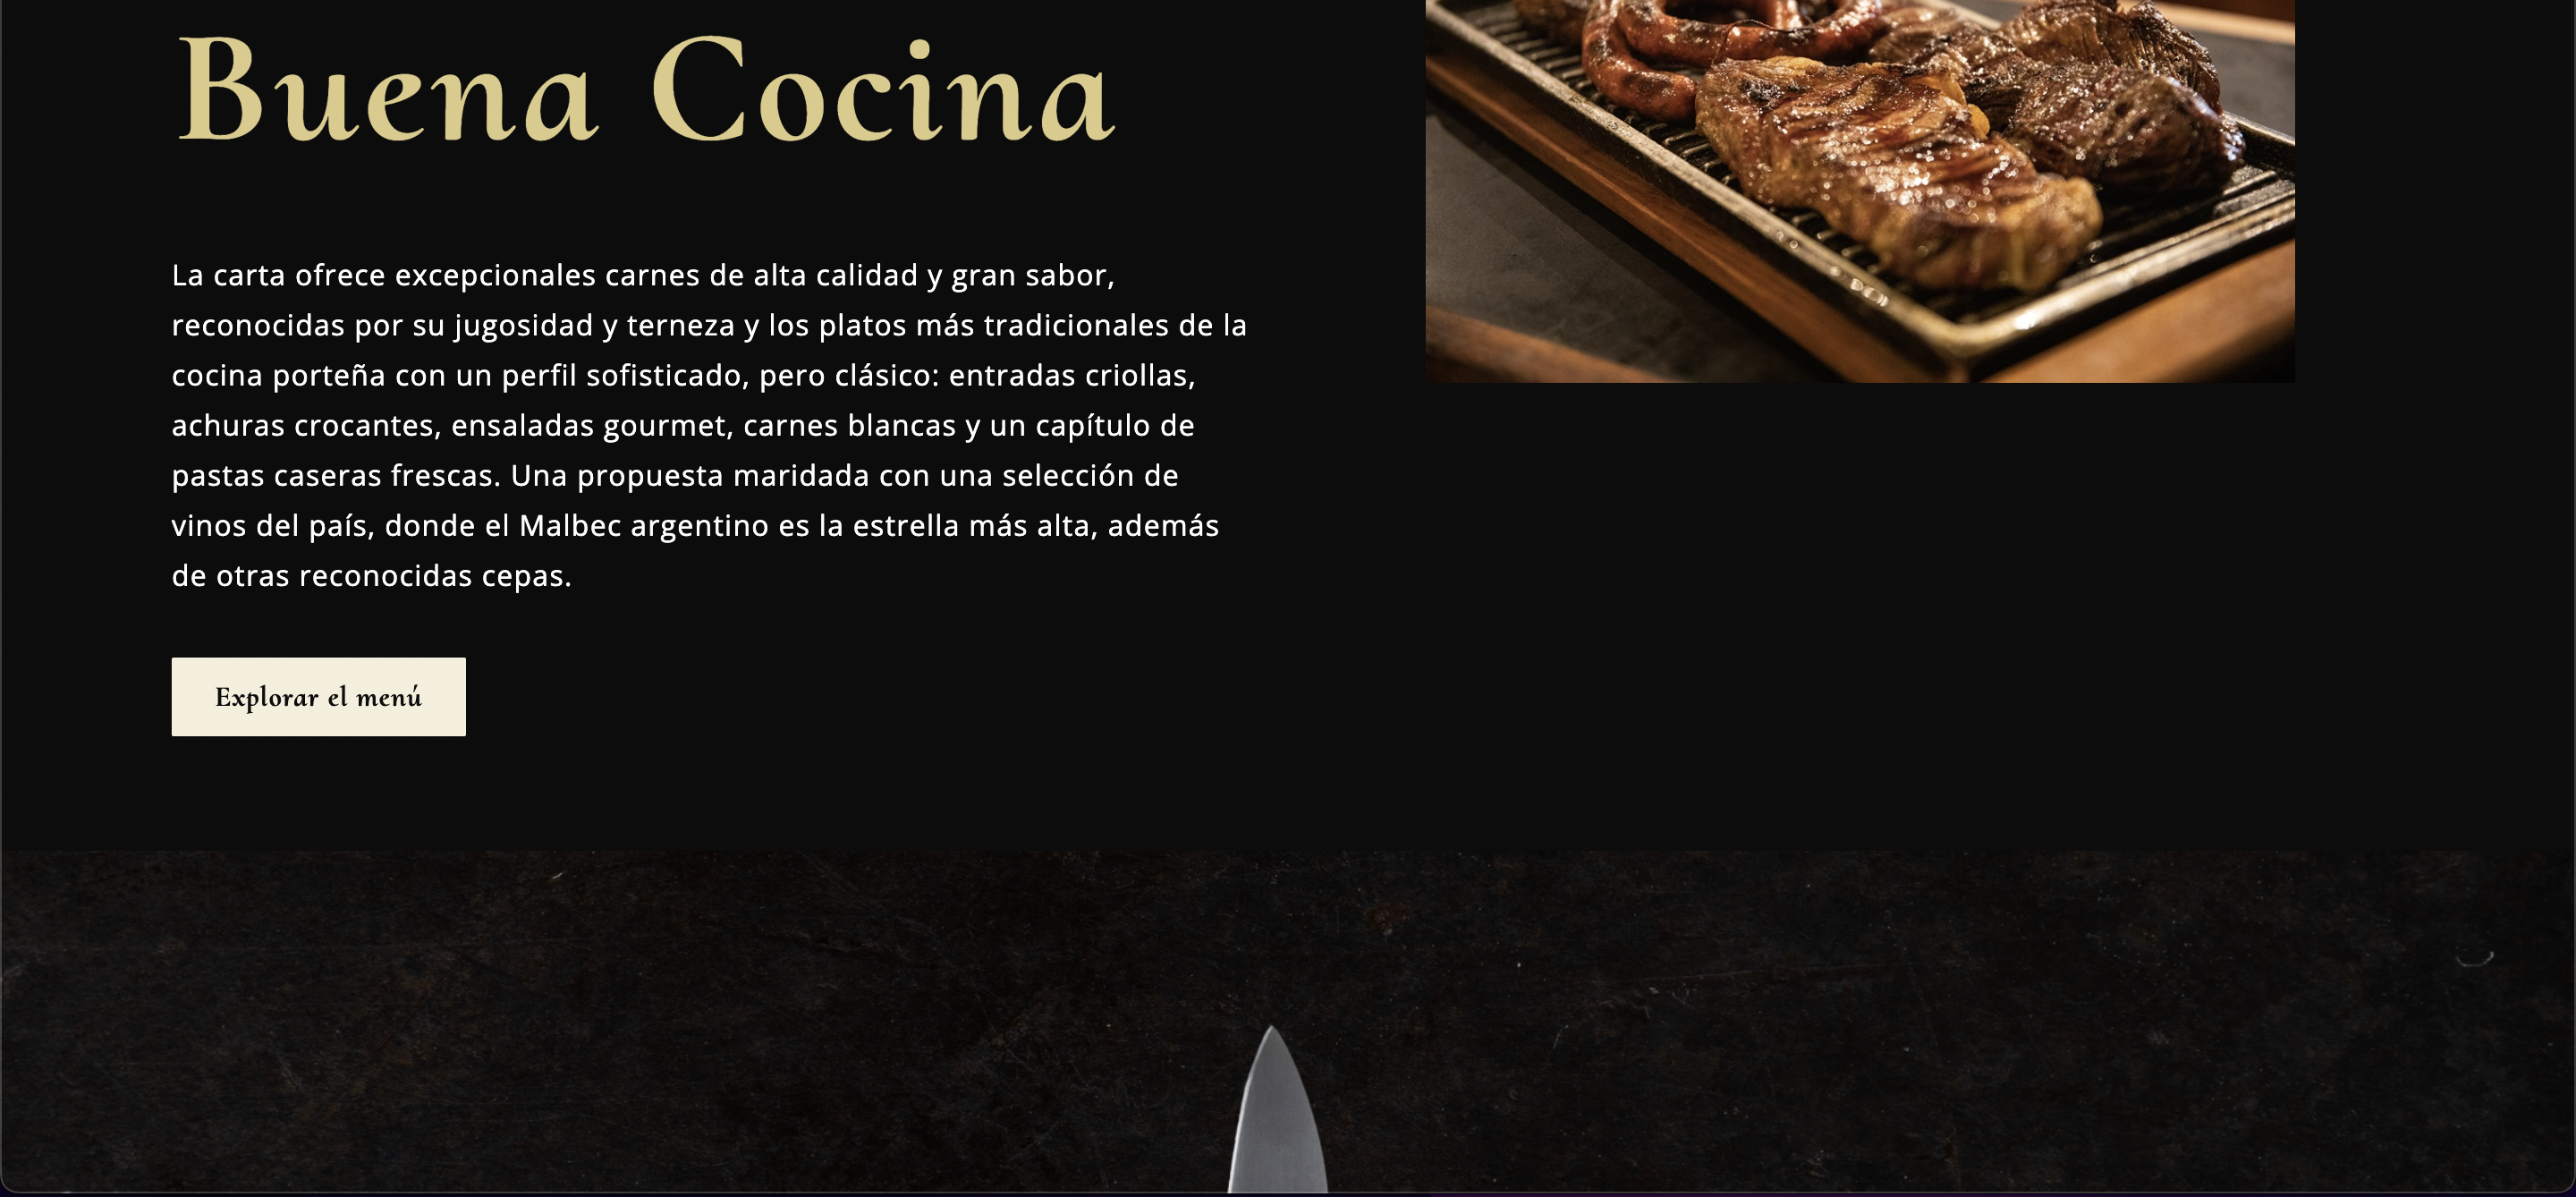 Buena Cocina
La carta ofrece excepcionales carnes de alta calidad y gran sabor,
reconocidas por su jugosidad y terneza y los platos más tradicionales de la
cocina porteña con un perfil sofisticado, pero clásico: entradas criollas,
achuras crocantes, ensaladas gourmet, carnes blancas y un capítulo de
pastas caseras frescas. Una propuesta maridada con una selección de
vinos del país, donde el Malbec argentino es la estrella más alta, además
de otras reconocidas cepas.
Explorar el menú